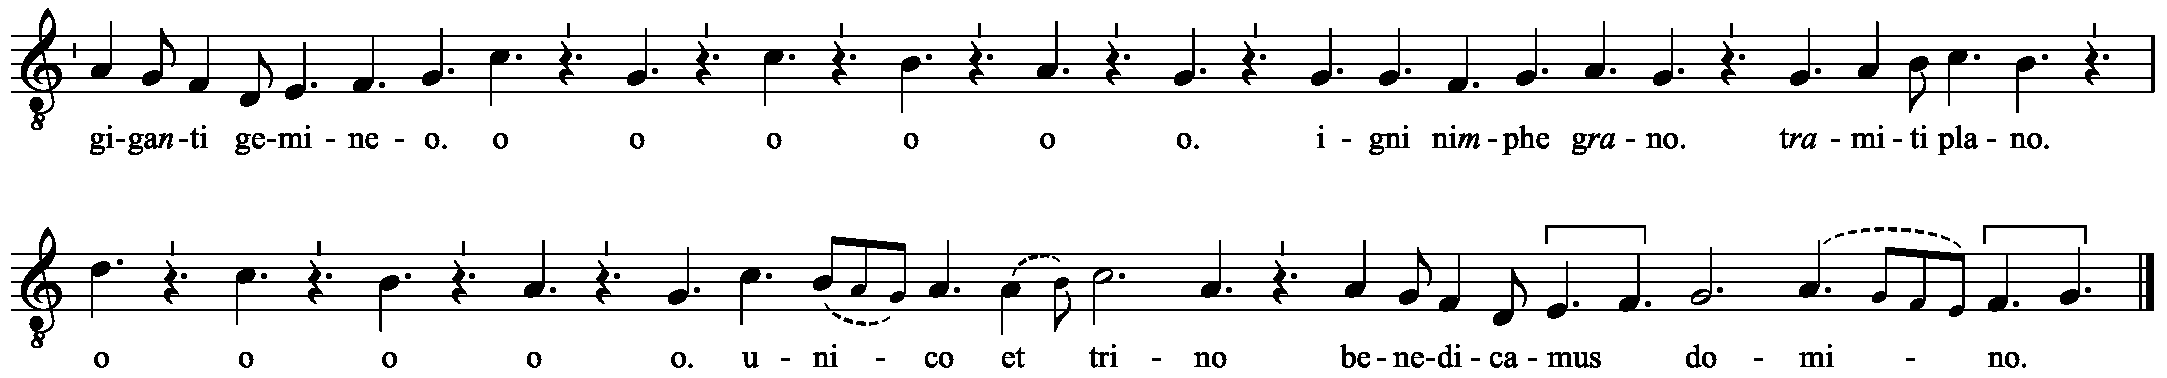 gi-gan-ti ge-mi-ne-o. o o o o o o. i-gni nim-phe gra-no. tra-mi-ti pla-no.
o o o o o. u-ni-co et tri-no be-ne-di-ca-mus do-mi-no.